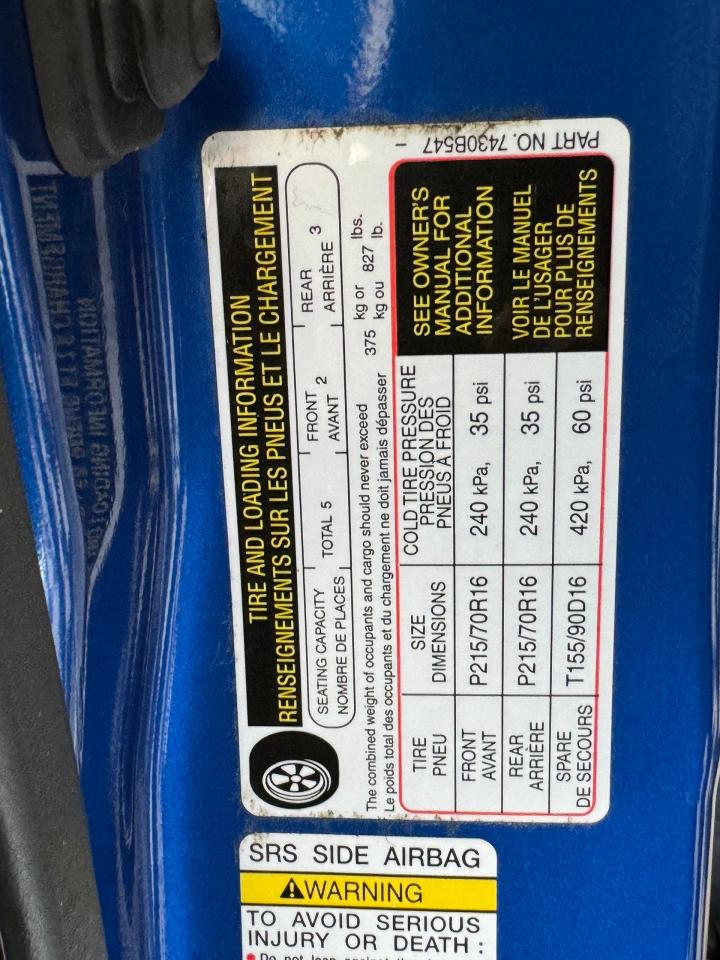 PART NO. 7430B547
TIRE AND LOADING INFORMATION
RENSEIGNEMENTS SUR LES PNEUS ET LE CHARGEMENT
SEATING CAPACITY TOTAL 5 FRONT 2 REAR 3
NOMBRE DE PLACES AVANT ARRIÈRE
The combined weight of occupants and cargo should never exceed 375 kg or 827 lbs.
Le poids total des occupants et du chargement ne doit jamais dépasser kg ou lb.
TIRE SIZE COLD TIRE PRESSURE
PNEU DIMENSIONS PRESSION DES
PNEUS A FROID
FRONT P215/70R16 240 kPa, 35 psi
AVANT
REAR P215/70R16 240 kPa, 35 psi
ARRIÈRE
SPARE T155/90D16 420 kPa, 60 psi
DE SECOURS
SEE OWNER'S
MANUAL FOR
ADDITIONAL
INFORMATION
VOIR LE MANUEL
DE L'USAGER
POUR PLUS DE
RENSEIGNEMENTS
SRS SIDE AIRBAG
WARNING
TO AVOID SERIOUS
INJURY OR DEATH :
Do not lean against the